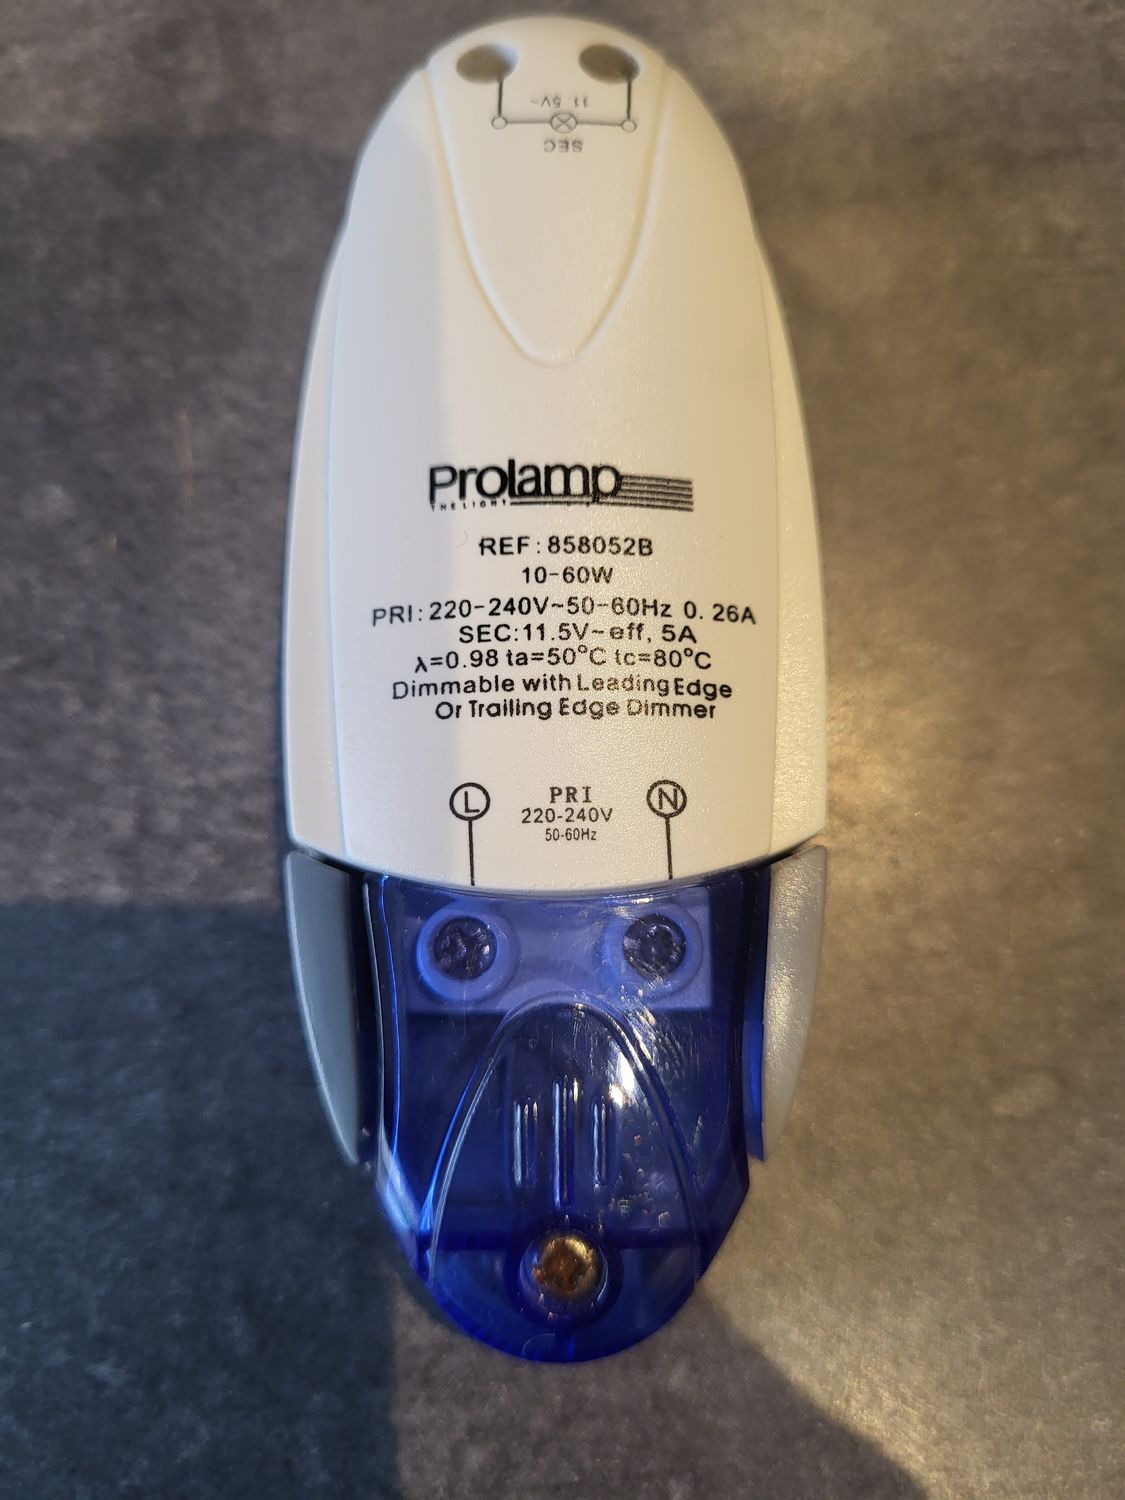 11.5V~
SEC
Prolamp
THE LIGHT
REF: 858052B
10-60W
PRI: 220-240V~50-60Hz 0. 26A
SEC:11.5V~eff, 5A
λ=0.98 ta=50°C tc=80°C
Dimmable with Leading Edge
Or Trailing Edge Dimmer
L PRI N
220-240V
50-60Hz